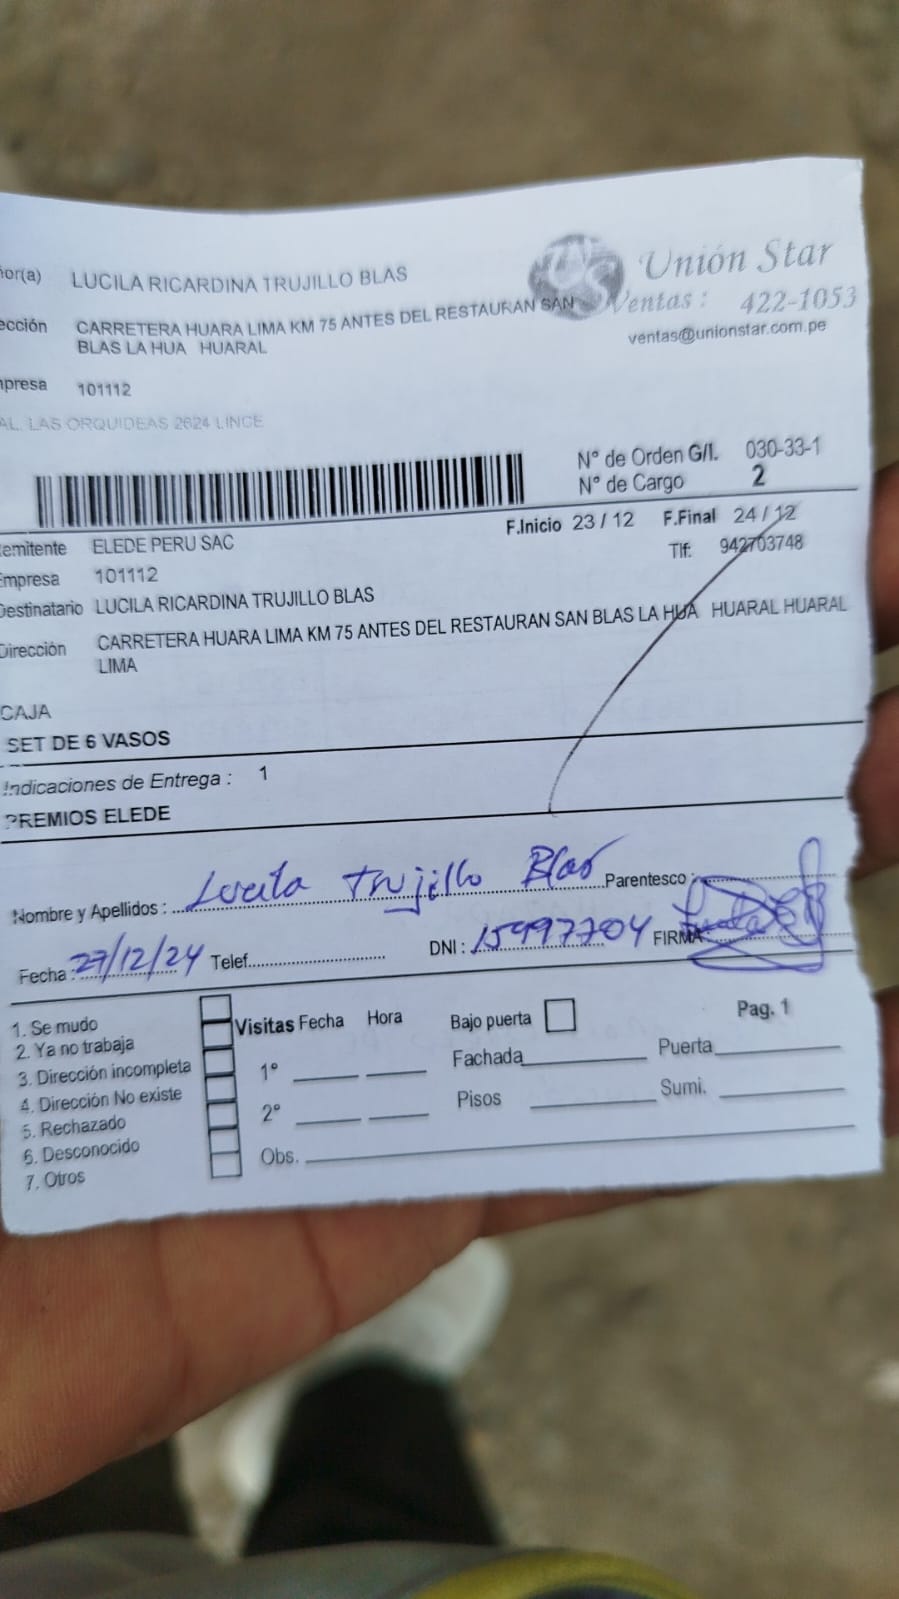 ñor(a) LUCILA RICARDINA TRUJILLO BLAS
Unión Star
ección CARRETERA HUARA LIMA KM 75 ANTES DEL RESTAURAN SAN
BLAS LA HUA HUARAL
Ventas : 422-1053
ventas@unionstar.com.pe
mpresa 101112
AL. LAS ORQUIDEAS 2624 LINCE
N° de Orden G/I. 030-33-1
N° de Cargo 2
F.Inicio 23 / 12 F.Final 24 / 12
emitente ELEDE PERU SAC
Tlf: 942703748
Empresa 101112
Destinatario LUCILA RICARDINA TRUJILLO BLAS
Dirección CARRETERA HUARA LIMA KM 75 ANTES DEL RESTAURAN SAN BLAS LA HUA HUARAL HUARAL
LIMA
CAJA
SET DE 6 VASOS
Indicaciones de Entrega : 1
PREMIOS ELEDE
Nombre y Apellidos : Lucila Trujillo Blas Parentesco :
Fecha : 27/12/24 Telef. DNI : 15997704 FIRMA:
1. Se mudo
2. Ya no trabaja
3. Dirección incompleta
4. Dirección No existe
5. Rechazado
6. Desconocido
7. Otros
Visitas Fecha Hora
1°
2°
Obs.
Bajo puerta
Fachada Puerta
Pisos Sumi.
Pag. 1